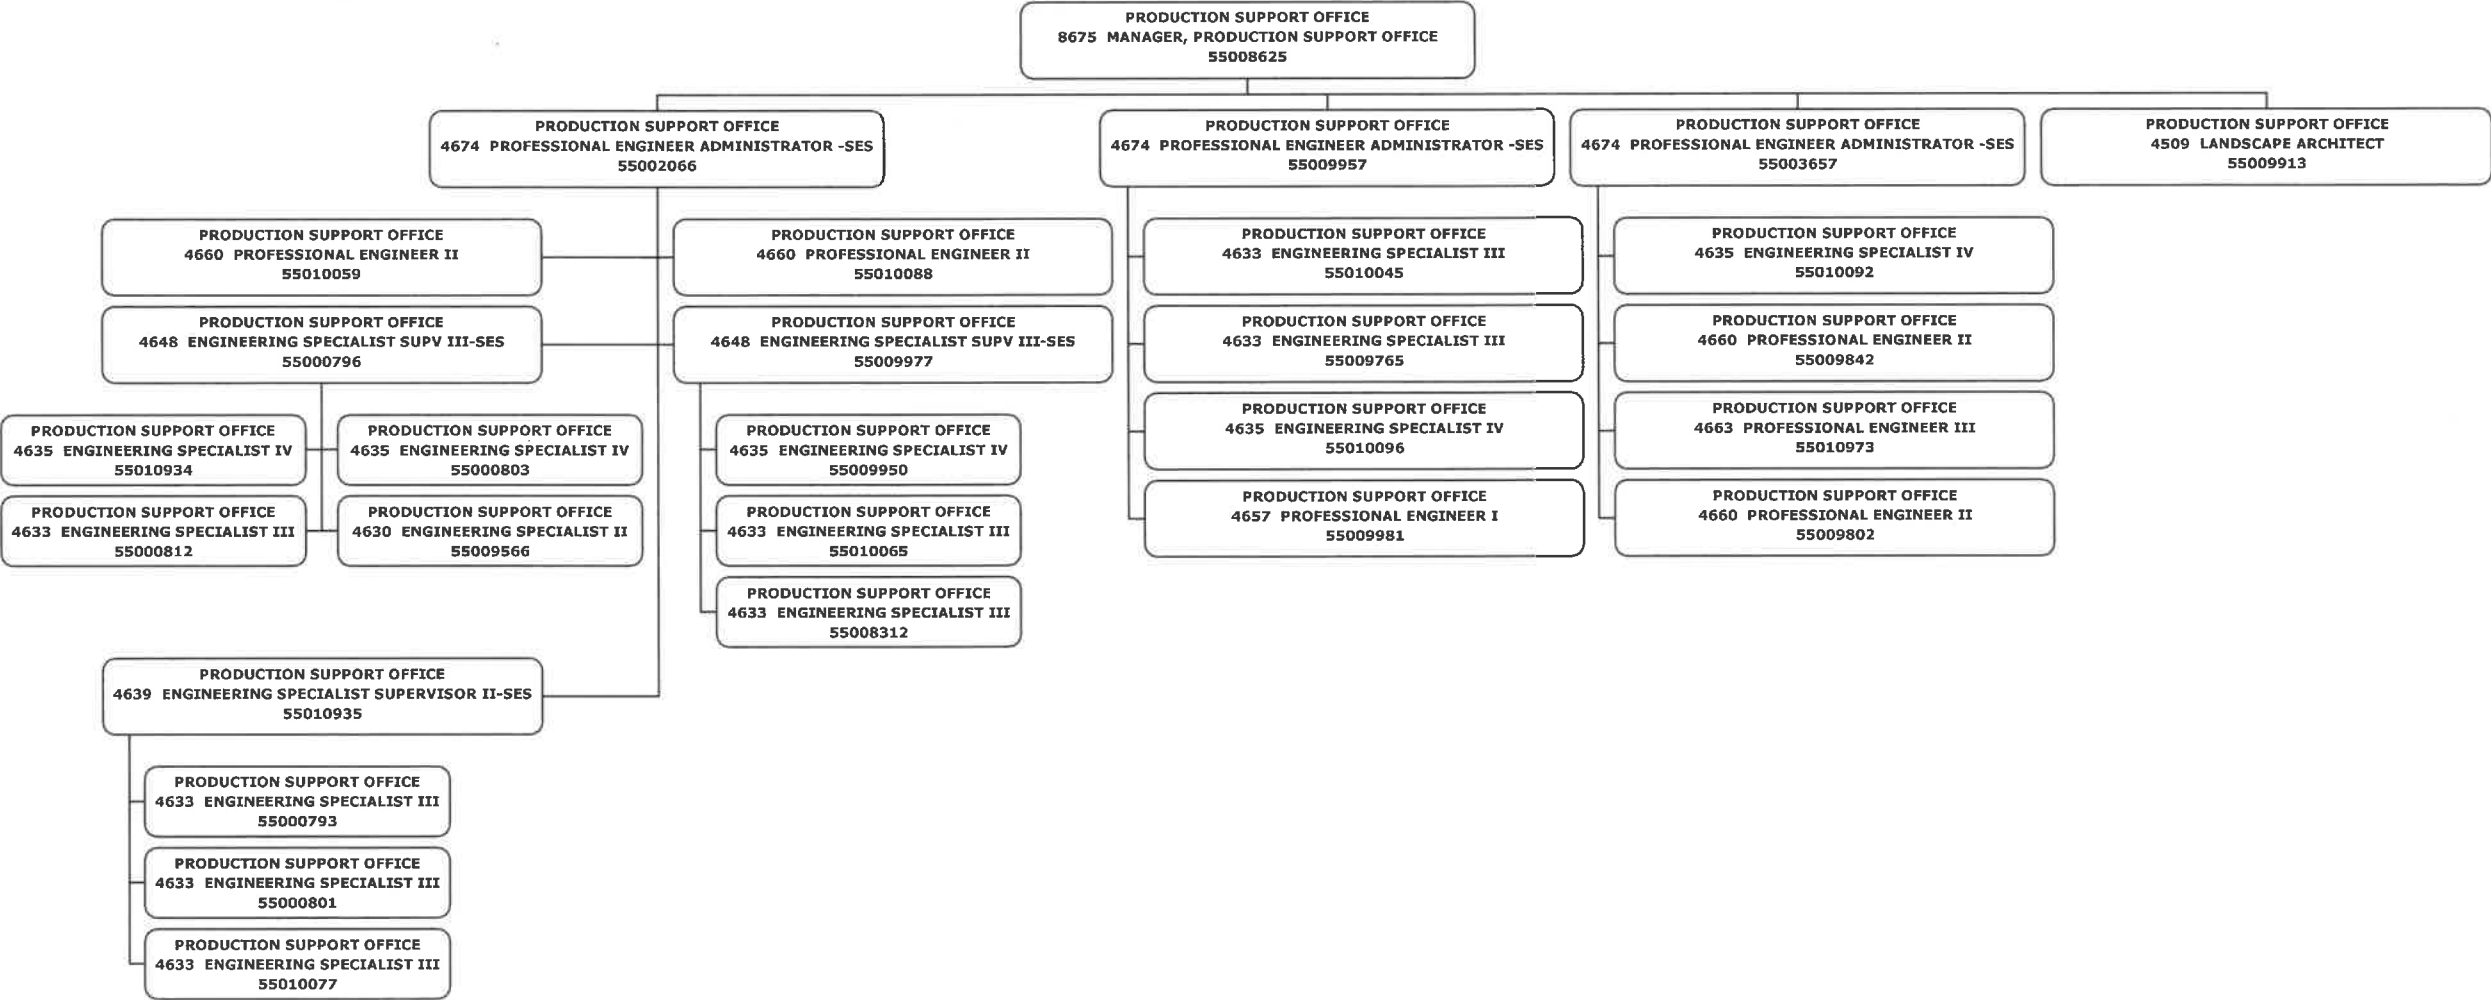 PRODUCTION SUPPORT OFFICE
8675 MANAGER, PRODUCTION SUPPORT OFFICE
55008625
PRODUCTION SUPPORT OFFICE
4674 PROFESSIONAL ENGINEER ADMINISTRATOR -SES
55002066
PRODUCTION SUPPORT OFFICE
4674 PROFESSIONAL ENGINEER ADMINISTRATOR -SES
55009957
PRODUCTION SUPPORT OFFICE
4674 PROFESSIONAL ENGINEER ADMINISTRATOR -SES
55003657
PRODUCTION SUPPORT OFFICE
4509 LANDSCAPE ARCHITECT
55009913
PRODUCTION SUPPORT OFFICE
4660 PROFESSIONAL ENGINEER II
55010059
PRODUCTION SUPPORT OFFICE
4660 PROFESSIONAL ENGINEER II
55010088
PRODUCTION SUPPORT OFFICE
4648 ENGINEERING SPECIALIST SUPV III-SES
55000796
PRODUCTION SUPPORT OFFICE
4648 ENGINEERING SPECIALIST SUPV III-SES
55009977
PRODUCTION SUPPORT OFFICE
4635 ENGINEERING SPECIALIST IV
55010934
PRODUCTION SUPPORT OFFICE
4635 ENGINEERING SPECIALIST IV
55000803
PRODUCTION SUPPORT OFFICE
4633 ENGINEERING SPECIALIST III
55000812
PRODUCTION SUPPORT OFFICE
4630 ENGINEERING SPECIALIST II
55009566
PRODUCTION SUPPORT OFFICE
4635 ENGINEERING SPECIALIST IV
55009950
PRODUCTION SUPPORT OFFICE
4633 ENGINEERING SPECIALIST III
55010065
PRODUCTION SUPPORT OFFICE
4633 ENGINEERING SPECIALIST III
55008312
PRODUCTION SUPPORT OFFICE
4639 ENGINEERING SPECIALIST SUPERVISOR II-SES
55010935
PRODUCTION SUPPORT OFFICE
4633 ENGINEERING SPECIALIST III
55000793
PRODUCTION SUPPORT OFFICE
4633 ENGINEERING SPECIALIST III
55000801
PRODUCTION SUPPORT OFFICE
4633 ENGINEERING SPECIALIST III
55010077
PRODUCTION SUPPORT OFFICE
4633 ENGINEERING SPECIALIST III
55010045
PRODUCTION SUPPORT OFFICE
4633 ENGINEERING SPECIALIST III
55009765
PRODUCTION SUPPORT OFFICE
4635 ENGINEERING SPECIALIST IV
55010096
PRODUCTION SUPPORT OFFICE
4657 PROFESSIONAL ENGINEER I
55009981
PRODUCTION SUPPORT OFFICE
4635 ENGINEERING SPECIALIST IV
55010092
PRODUCTION SUPPORT OFFICE
4660 PROFESSIONAL ENGINEER II
55009842
PRODUCTION SUPPORT OFFICE
4663 PROFESSIONAL ENGINEER III
55010973
PRODUCTION SUPPORT OFFICE
4660 PROFESSIONAL ENGINEER II
55009802